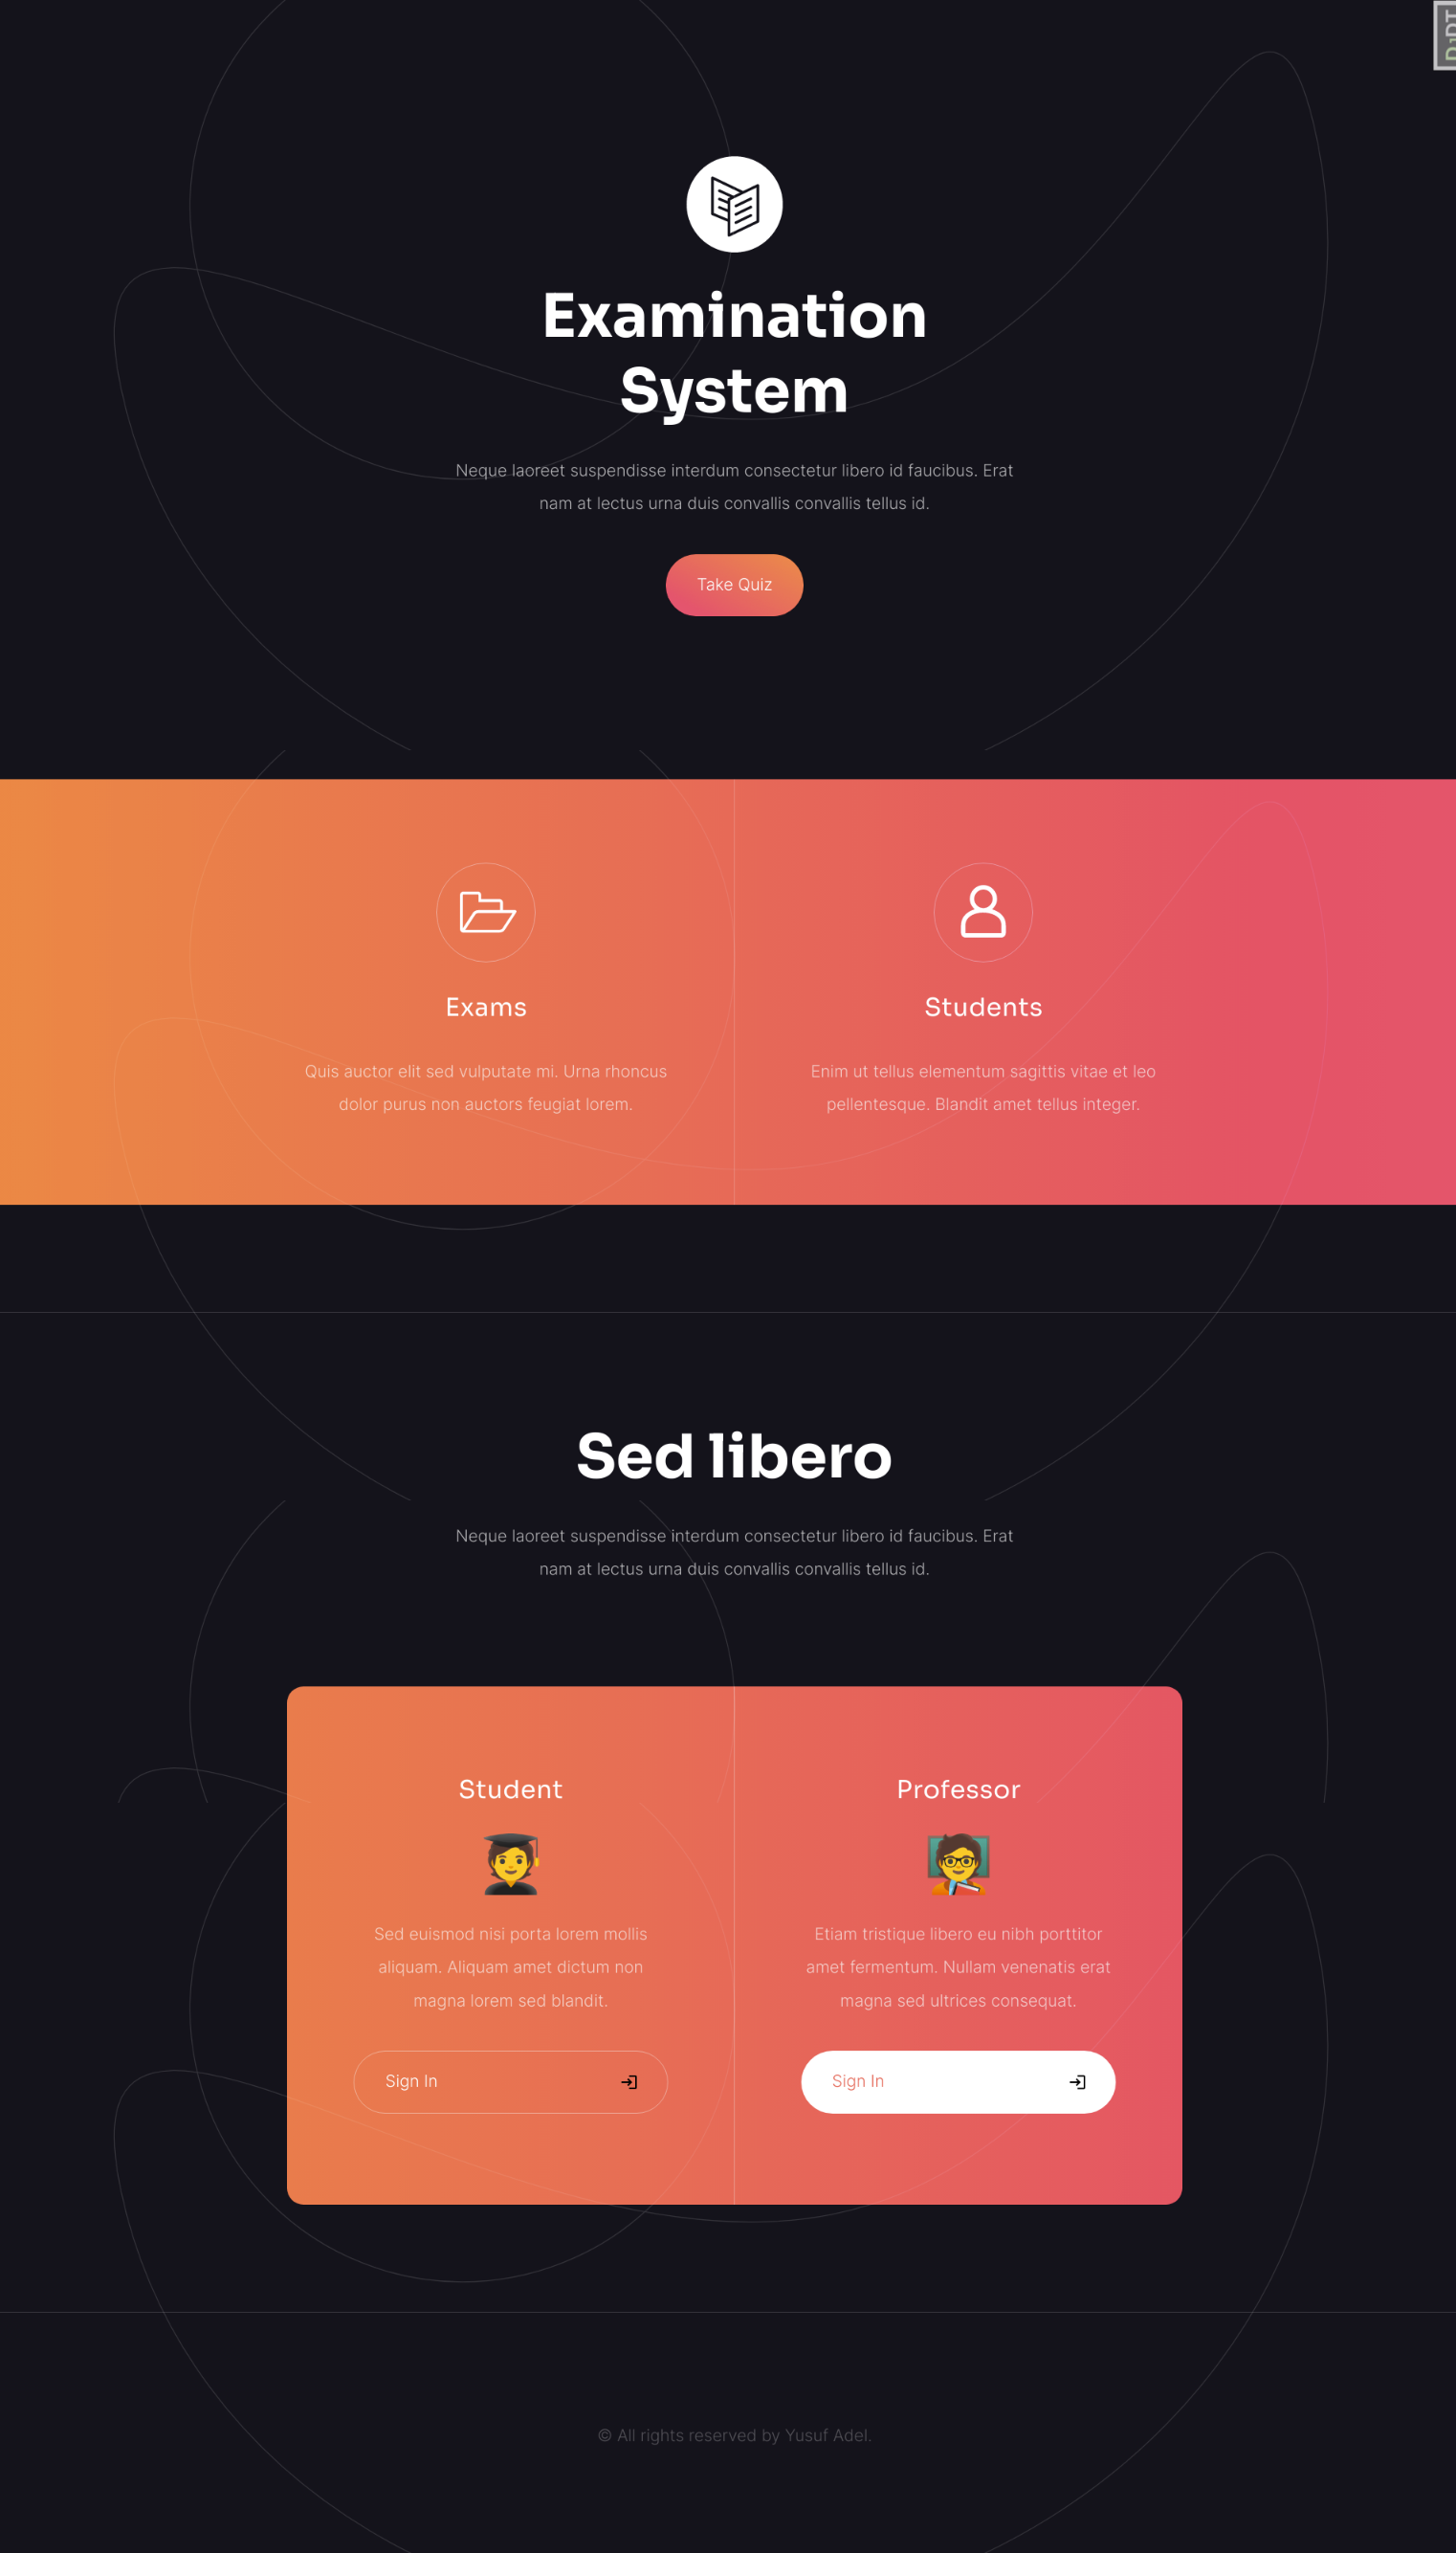 DjDT
Examination
System
Neque laoreet suspendisse interdum consectetur libero id faucibus. Erat
nam at lectus urna duis convallis convallis tellus id.
Take Quiz
Exams
Quis auctor elit sed vulputate mi. Urna rhoncus
dolor purus non auctors feugiat lorem.
Students
Enim ut tellus elementum sagittis vitae et leo
pellentesque. Blandit amet tellus integer.
Sed libero
Neque laoreet suspendisse interdum consectetur libero id faucibus. Erat
nam at lectus urna duis convallis convallis tellus id.
Student
Sed euismod nisi porta lorem mollis
aliquam. Aliquam amet dictum non
magna lorem sed blandit.
Sign In
Professor
Etiam tristique libero eu nibh porttitor
amet fermentum. Nullam venenatis erat
magna sed ultrices consequat.
Sign In
© All rights reserved by Yusuf Adel.